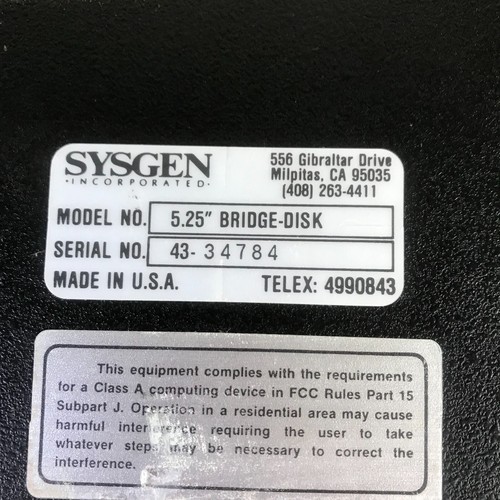 SYSGEN
·INCORPORATED·
556 Gibraltar Drive
Milpitas, CA 95035
(408) 263-4411
MODEL NO. 5.25" BRIDGE-DISK
SERIAL NO. 43- 34784
MADE IN U.S.A. TELEX: 4990843
This equipment complies with the requirements
for a Class A computing device in FCC Rules Part 15
Subpart J. Operation in a residential area may cause
harmful interference requiring the user to take
whatever steps may be necessary to correct the
interference.